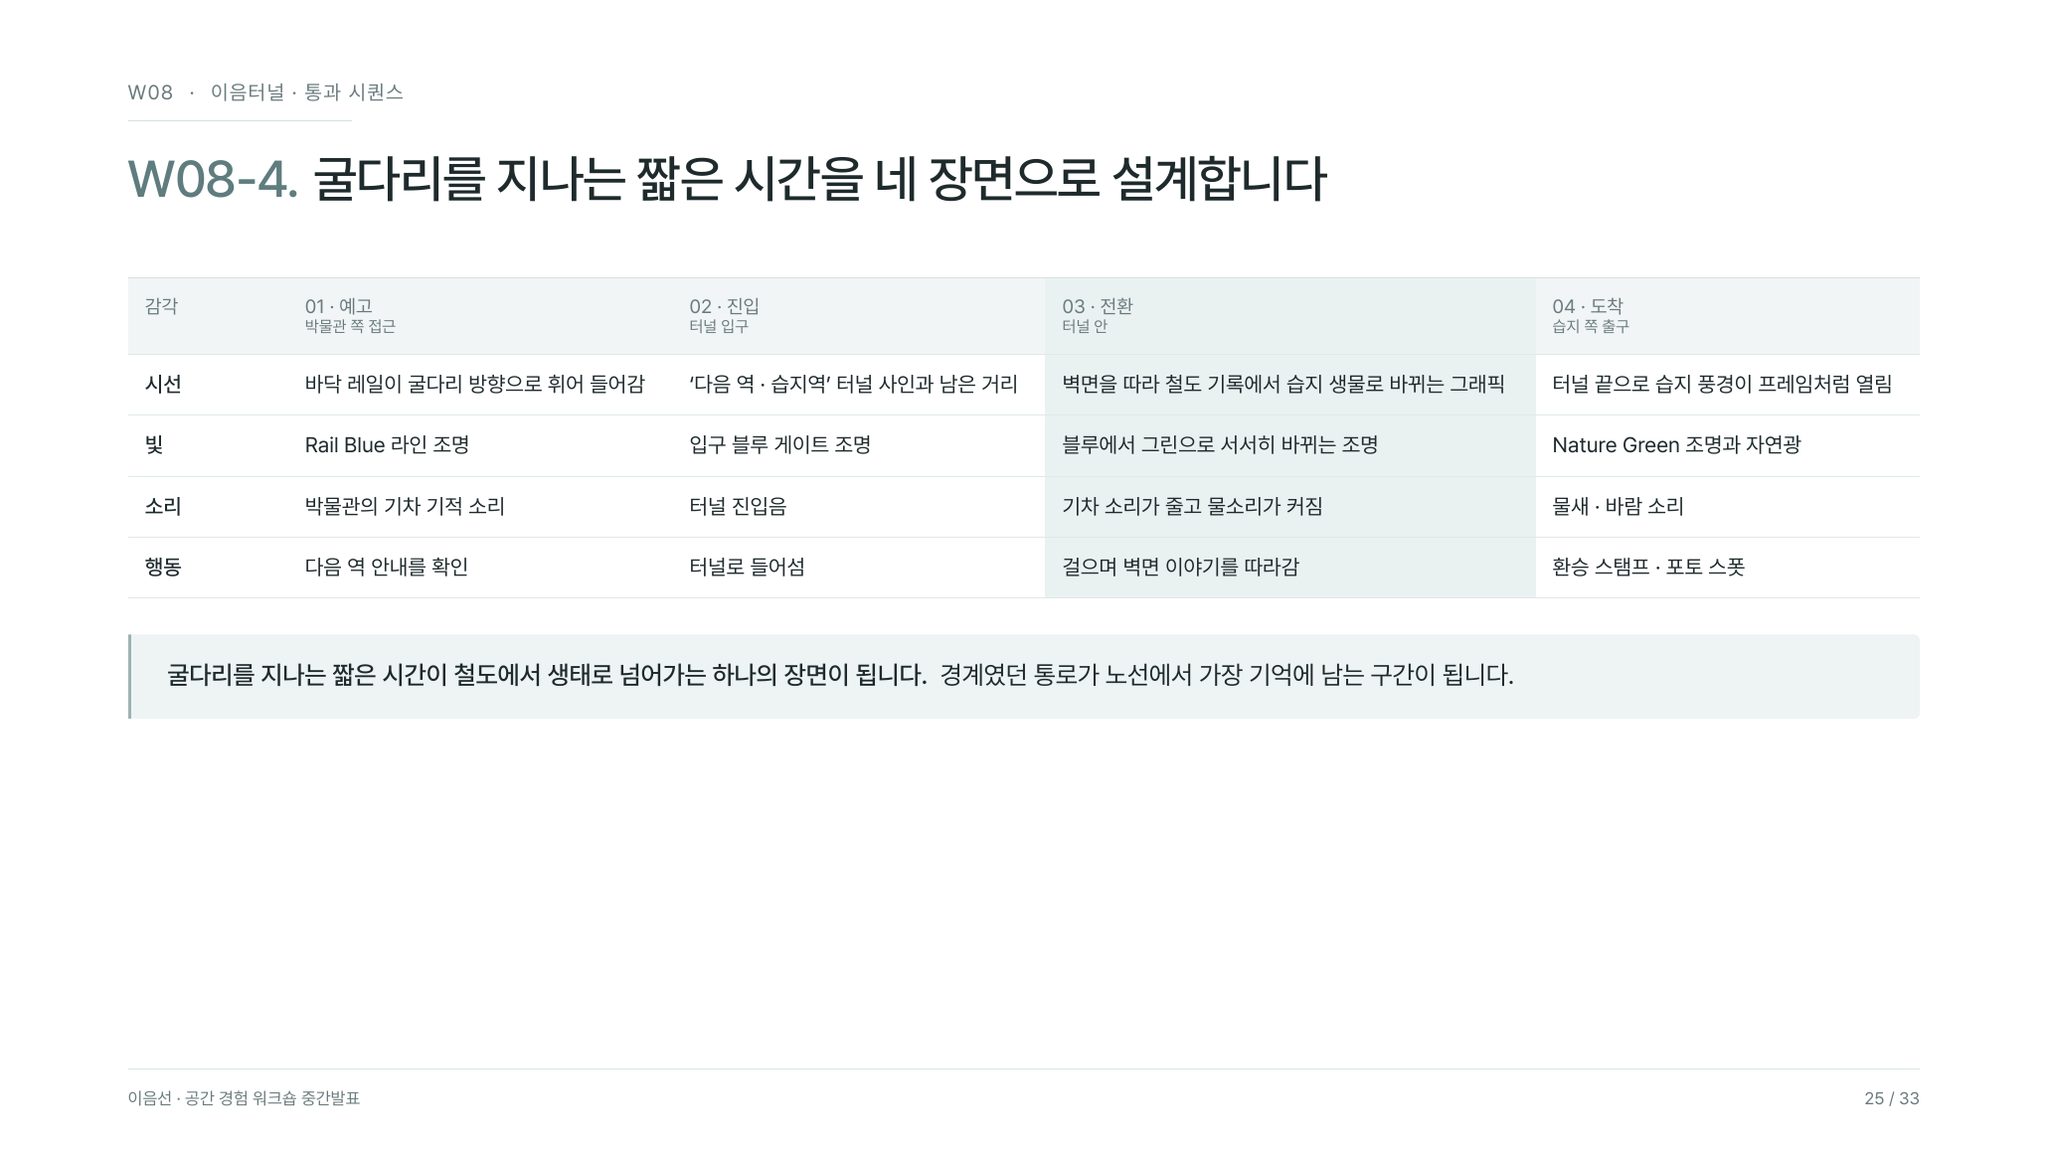 W08 · 이음터널 · 통과 시퀀스
W08-4. 굴다리를 지나는 짧은 시간을 네 장면으로 설계합니다
감각 01 · 예고 02 · 진입 03 · 전환 04 · 도착
박물관 쪽 접근 터널 입구 터널 안 습지 쪽 출구
시선 바닥 레일이 굴다리 방향으로 휘어 들어감 ‘다음 역 · 습지역’ 터널 사인과 남은 거리 벽면을 따라 철도 기록에서 습지 생물로 바뀌는 그래픽 터널 끝으로 습지 풍경이 프레임처럼 열림
빛 Rail Blue 라인 조명 입구 블루 게이트 조명 블루에서 그린으로 서서히 바뀌는 조명 Nature Green 조명과 자연광
소리 박물관의 기차 기적 소리 터널 진입음 기차 소리가 줄고 물소리가 커짐 물새 · 바람 소리
행동 다음 역 안내를 확인 터널로 들어섬 걸으며 벽면 이야기를 따라감 환승 스탬프 · 포토 스폿
굴다리를 지나는 짧은 시간이 철도에서 생태로 넘어가는 하나의 장면이 됩니다. 경계였던 통로가 노선에서 가장 기억에 남는 구간이 됩니다.
이음선 · 공간 경험 워크숍 중간발표 25 / 33